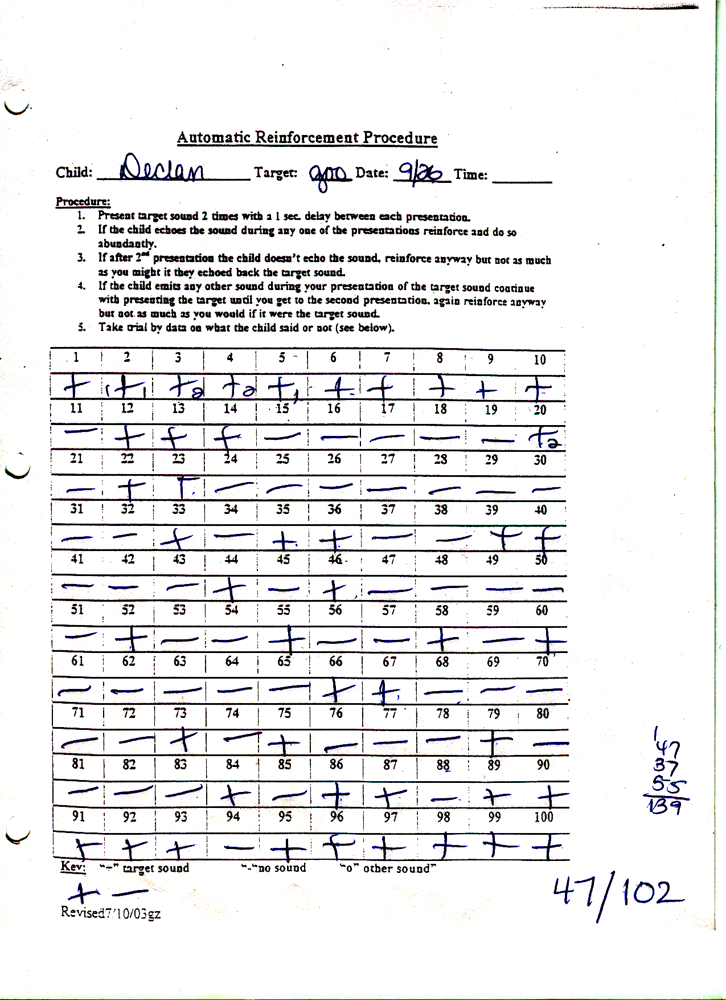 Automatic Reinforcement Procedure
Child: Declan Target: goo Date: 9/26 Time:
Procedure:
1. Present target sound 2 times with a 1 sec. delay between each presentation.
2. If the child echoes the sound during any one of the presentations reinforce and do so
abundantly.
3. If after 2nd presentation the child doesn't echo the sound, reinforce anyway but not as much
as you might it they echoed back the target sound.
4. If the child emits any other sound during your presentation of the target sound continue
with presenting the target until you get to the second presentation, again reinforce anyway
but not as much as you would if it were the target sound.
5. Take trial by data on what the child said or not (see below).
1 2 3 4 5 6 7 8 9 10
+ +1 +2 +2 +1 + + + + +
11 12 13 14 15 16 17 18 19 20
- + + + - - - - - +2
21 22 23 24 25 26 27 28 29 30
- + + - - - - - - -
31 32 33 34 35 36 37 38 39 40
- - + - + + - - + +
41 42 43 44 45 46 47 48 49 50
- - - + - + - - - -
51 52 53 54 55 56 57 58 59 60
- + - - + - - + - +
61 62 63 64 65 66 67 68 69 70
- - - - - + + - - -
71 72 73 74 75 76 77 78 79 80
- - + - + - - - + -
81 82 83 84 85 86 87 88 89 90
- - - + - + + - + +
91 92 93 94 95 96 97 98 99 100
+ + + - + + + + + +
Key: "+" target sound "-"no sound "o" other sound"
+ -
Revised7/10/03gz
1
47
37
55
139
47/102